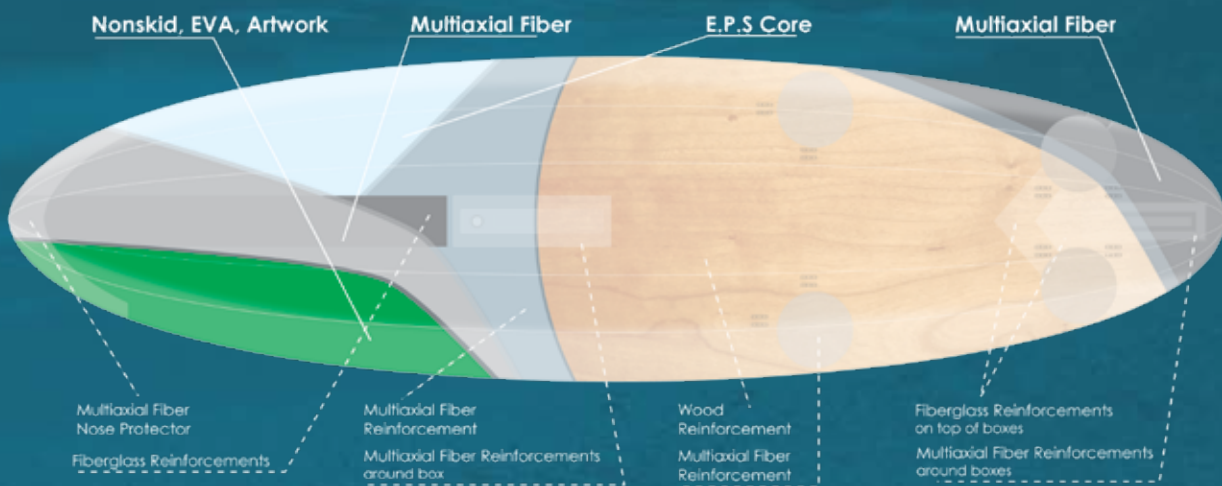 Nonskid, EVA, Artwork
Multiaxial Fiber
E.P.S Core
Multiaxial Fiber
Multiaxial Fiber
Nose Protector
Fiberglass Reinforcements
Multiaxial Fiber
Reinforcement
Multiaxial Fiber Reinforcements
around box
Wood
Reinforcement
Multiaxial Fiber
Reinforcement
Fiberglass Reinforcements
on top of boxes
Multiaxial Fiber Reinforcements
around boxes